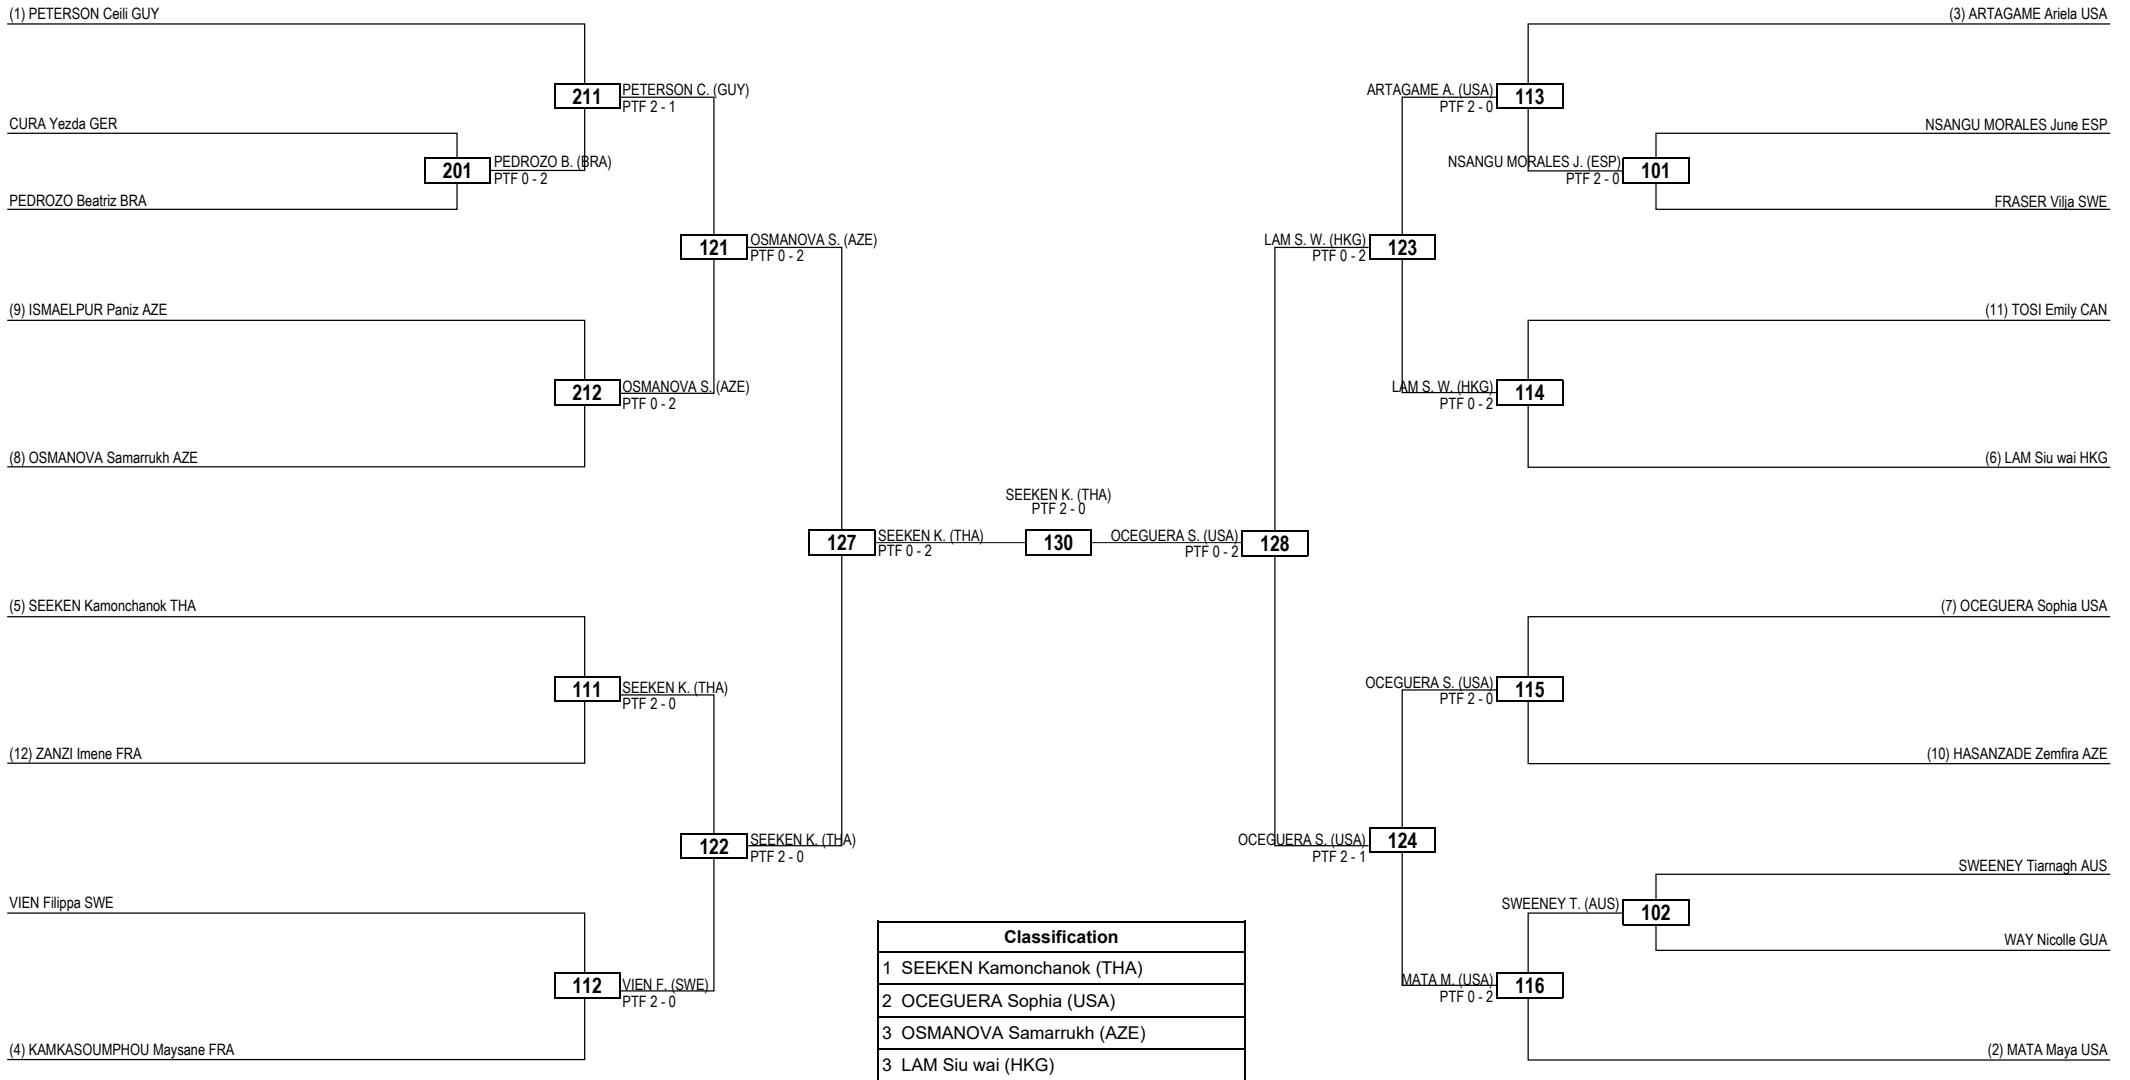 (1) PETERSON Ceili GUY
(3) ARTAGAME Ariela USA
211
PETERSON C. (GUY)
PTF 2 - 1
ARTAGAME A. (USA)
PTF 2 - 0
113
CURA Yezda GER
NSANGU MORALES June ESP
201
PEDROZO B. (BRA)
PTF 0 - 2
NSANGU MORALES J. (ESP)
PTF 2 - 0
101
PEDROZO Beatriz BRA
FRASER Vilja SWE
121
OSMANOVA S. (AZE)
PTF 0 - 2
LAM S. W. (HKG)
PTF 0 - 2
123
(9) ISMAELPUR Paniz AZE
(11) TOSI Emily CAN
212
OSMANOVA S. (AZE)
PTF 0 - 2
LAM S. W. (HKG)
PTF 0 - 2
114
(8) OSMANOVA Samarrukh AZE
(6) LAM Siu wai HKG
SEEKEN K. (THA)
PTF 2 - 0
127
SEEKEN K. (THA)
PTF 0 - 2
130
OCEGUERA S. (USA)
PTF 0 - 2
128
(5) SEEKEN Kamonchanok THA
(7) OCEGUERA Sophia USA
111
SEEKEN K. (THA)
PTF 2 - 0
OCEGUERA S. (USA)
PTF 2 - 0
115
(12) ZANZI Imene FRA
(10) HASANZADE Zemfira AZE
122
SEEKEN K. (THA)
PTF 2 - 0
OCEGUERA S. (USA)
PTF 2 - 1
124
SWEENEY Tiarnagh AUS
VIEN Filippa SWE
SWEENEY T. (AUS)
102
WAY Nicolle GUA
112
VIEN F. (SWE)
PTF 2 - 0
MATA M. (USA)
PTF 0 - 2
116
(4) KAMKASOUMPHOU Maysane FRA
(2) MATA Maya USA
Classification
1 SEEKEN Kamonchanok (THA)
2 OCEGUERA Sophia (USA)
3 OSMANOVA Samarrukh (AZE)
3 LAM Siu wai (HKG)